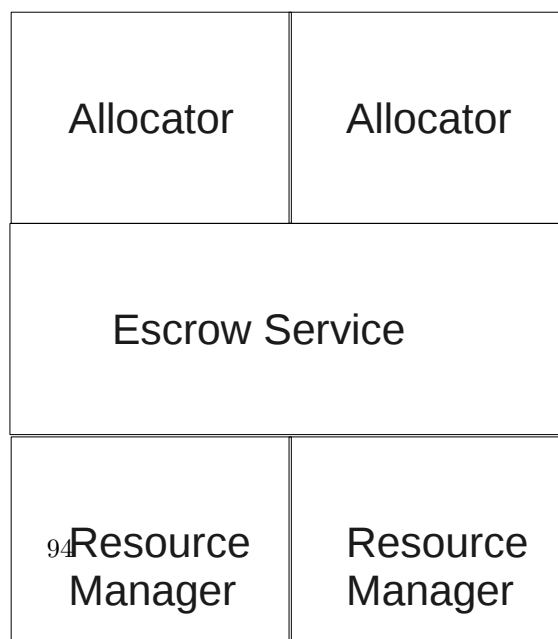 Allocator Allocator
Escrow Service
94Resource Resource
Manager Manager